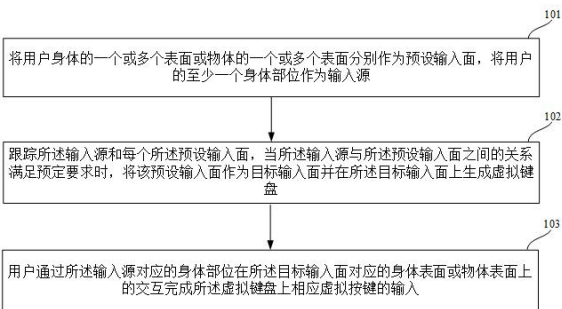 101
将用户身体的一个或多个表面或物体的一个或多个表面分别作为预设输入面，将用户
的至少一个身体部位作为输入源
102
跟踪所述输入源和每个所述预设输入面，当所述输入源与所述预设输入面之间的关系
满足预定要求时，将该预设输入面作为目标输入面并在所述目标输入面上生成虚拟键
盘
103
用户通过所述输入源对应的身体部位在所述目标输入面对应的身体表面或物体表面上
的交互完成所述虚拟键盘上相应虚拟按键的输入